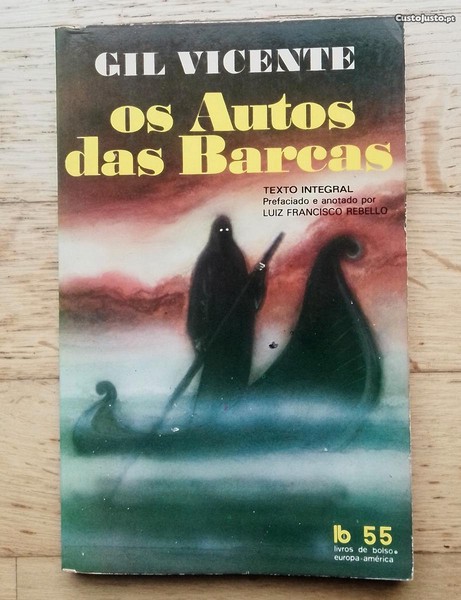 CustoJusto.pt
GIL VICENTE
os Autos
das Barcas
TEXTO INTEGRAL
Prefaciado e anotado por
LUIZ FRANCISCO REBELLO
lb 55
livros de bolso
europa-américa